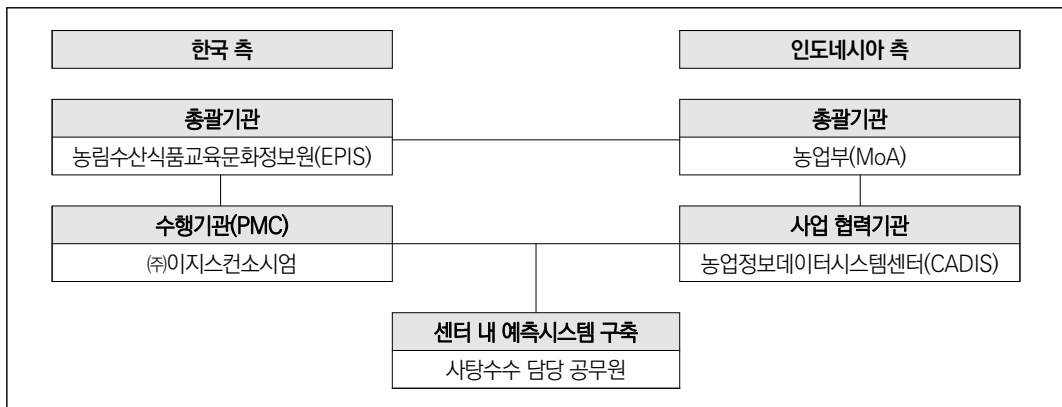 한국 측
인도네시아 측
총괄기관
농림수산식품교육문화정보원(EPIS)
총괄기관
농업부(MoA)
수행기관(PMC)
㈜이지스컨소시엄
사업 협력기관
농업정보데이터시스템센터(CADIS)
센터 내 예측시스템 구축
사탕수수 담당 공무원